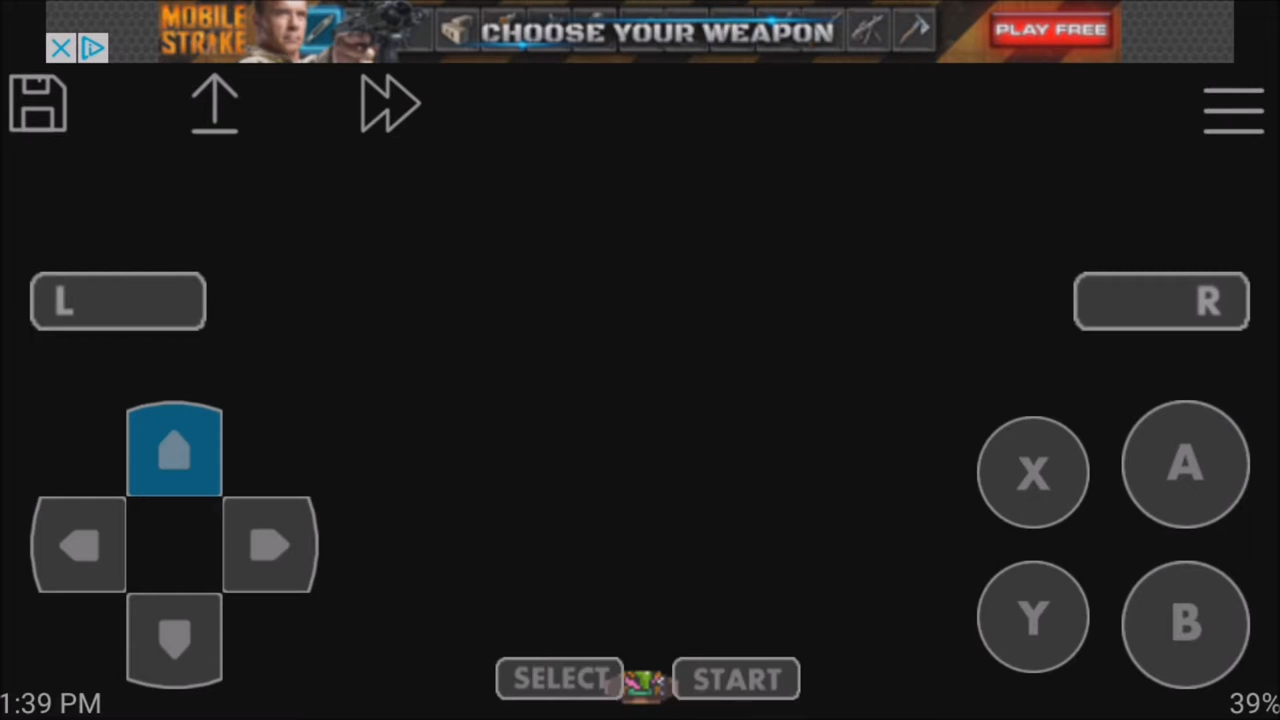 MOBILE
STRIKE
CHOOSE YOUR WEAPON
PLAY FREE
L
R
X
A
Y
B
SELECT
START
1:39 PM
39%